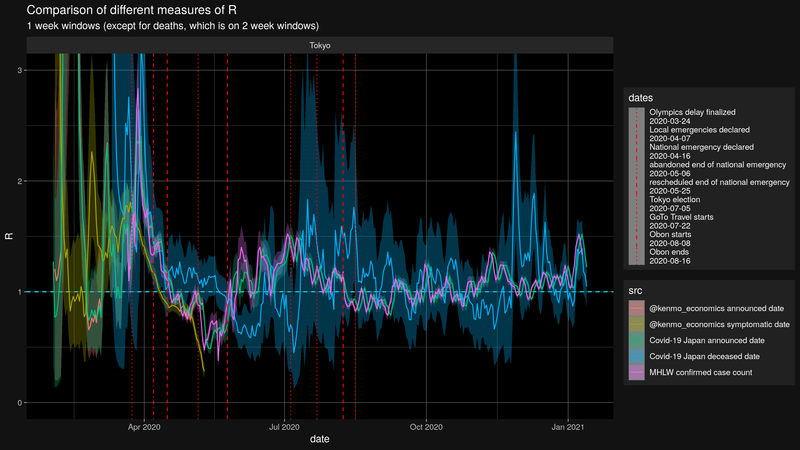 Comparison of different measures of R
1 week windows (except for deaths, which is on 2 week windows)
Tokyo
3
2
1
0
R
Apr 2020
Jul 2020
Oct 2020
Jan 2021
date
dates
Olympics delay finalized
2020-03-24
Local emergencies declared
2020-04-07
National emergency declared
2020-04-16
abandoned end of national emergency
2020-05-06
rescheduled end of national emergency
2020-05-25
Tokyo election
2020-07-05
GoTo Travel starts
2020-07-22
Obon starts
2020-08-08
Obon ends
2020-08-16
src
@kenmo_economics announced date
@kenmo_economics symptomatic date
Covid-19 Japan announced date
Covid-19 Japan deceased date
MHLW confirmed case count